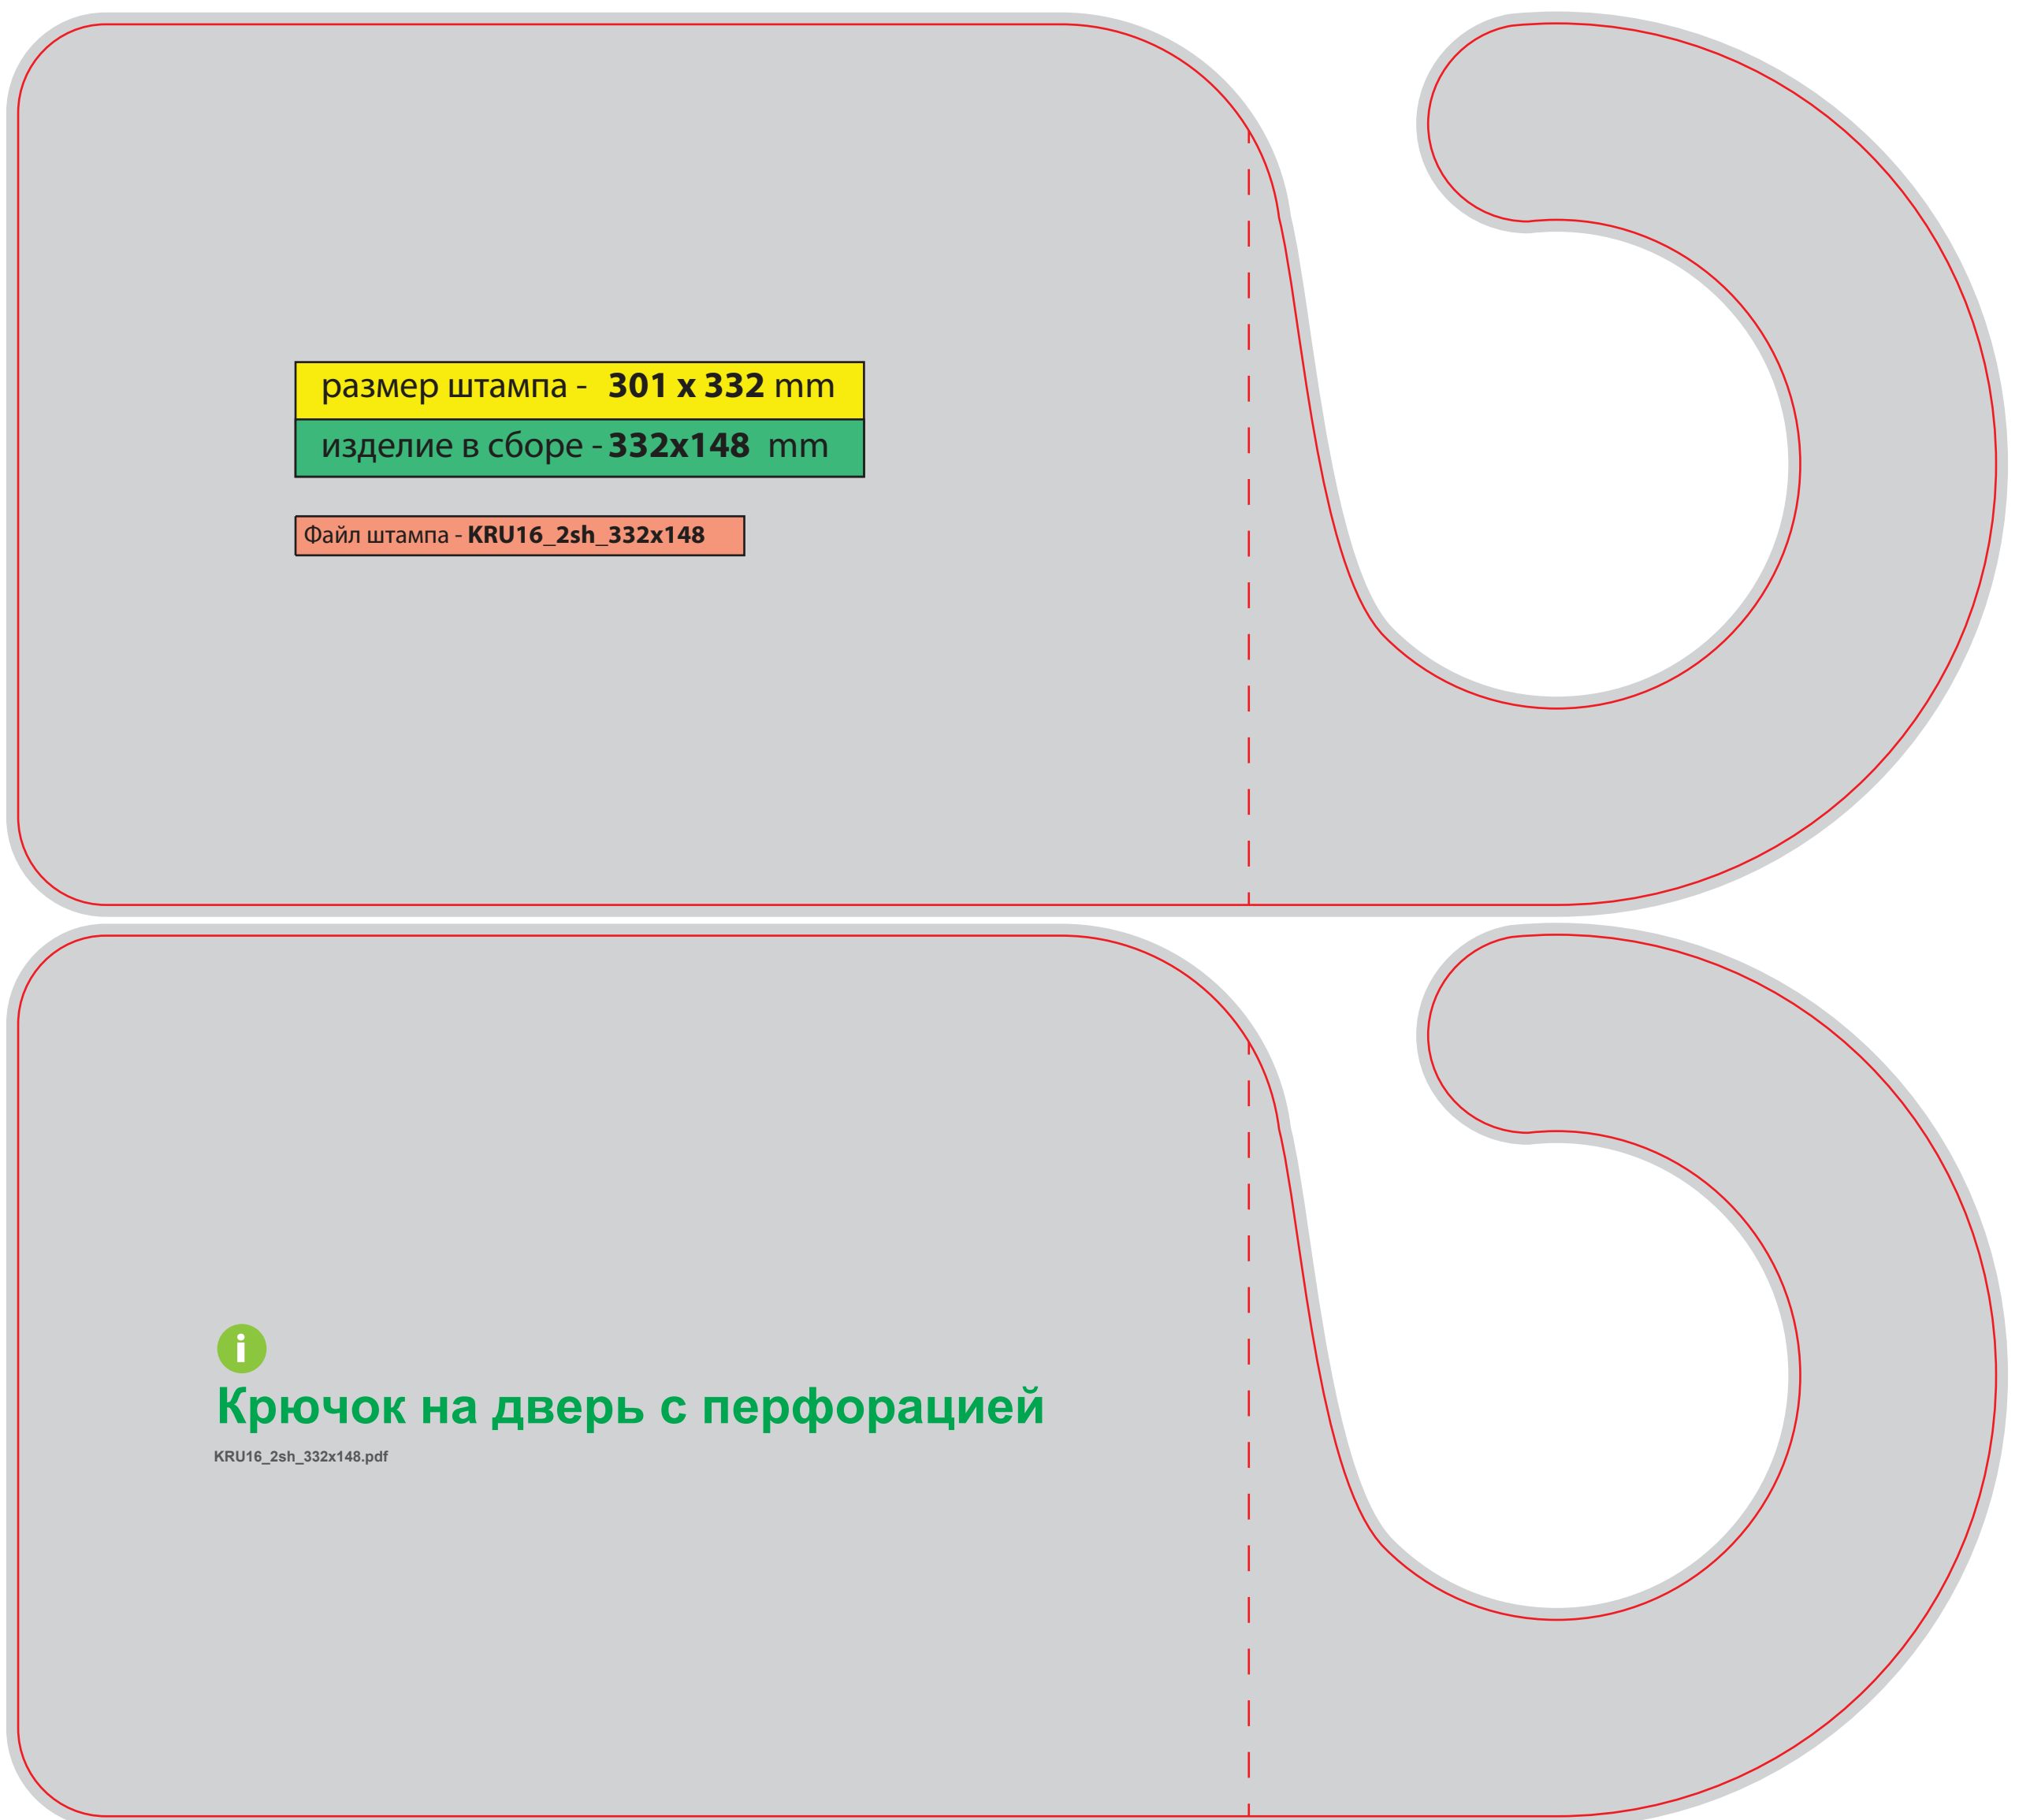 размер штампа - 301 x 332 mm
изделие в сборе - 332x148 mm
Файл штампа - KRU16_2sh_332x148
i
Крючок на дверь с перфорацией
KRU16_2sh_332x148.pdf